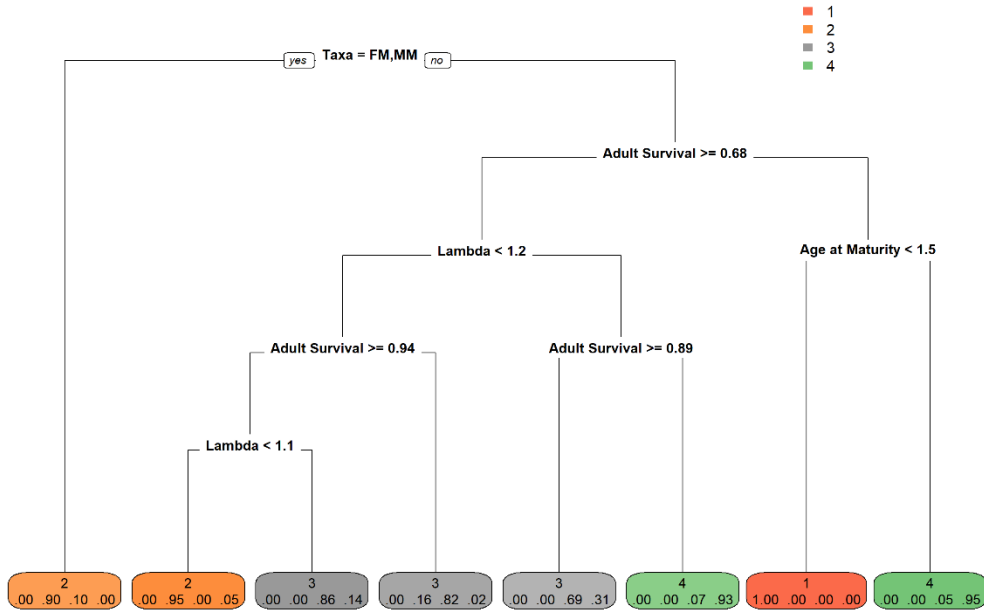 1
2
3
4
yes Taxa = FM,MM no
Adult Survival >= 0.68
Lambda < 1.2
Age at Maturity < 1.5
Adult Survival >= 0.94
Adult Survival >= 0.89
Lambda < 1.1
2
.00 .90 .10 .00
2
.00 .95 .00 .05
3
.00 .00 .86 .14
3
.00 .16 .82 .02
3
.00 .00 .69 .31
4
.00 .00 .07 .93
1
1.00 .00 .00 .00
4
.00 .00 .05 .95